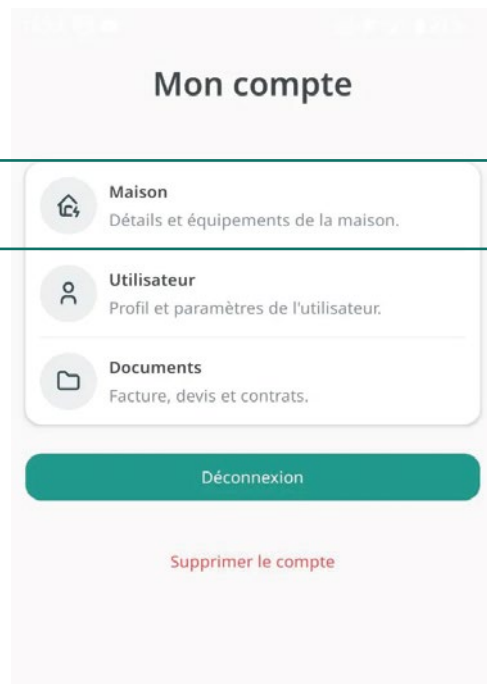 Mon compte
Maison
Détails et équipements de la maison.
Utilisateur
Profil et paramètres de l'utilisateur.
Documents
Facture, devis et contrats.
Déconnexion
Supprimer le compte